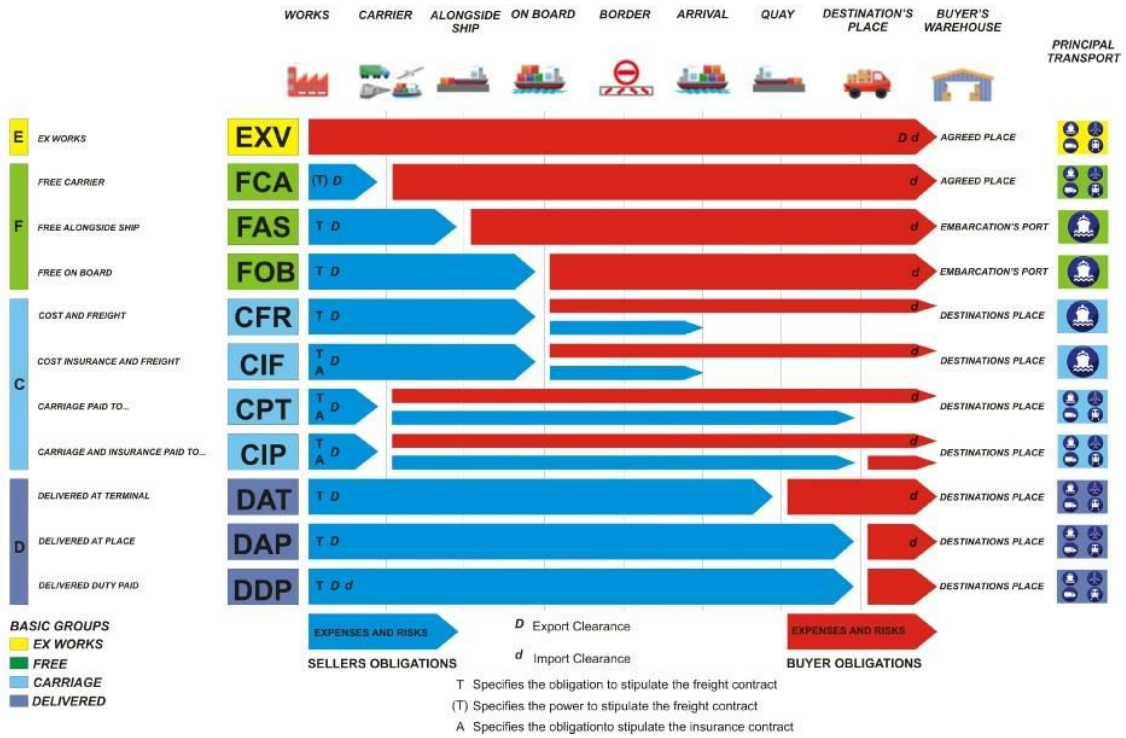 WORKS
CARRIER
ALONGSIDE
SHIP
ON BOARD
BORDER
ARRIVAL
QUAY
DESTINATION'S
PLACE
BUYER'S
WAREHOUSE
PRINCIPAL
TRANSPORT
E
EX WORKS
EXV
D d
AGREED PLACE
F
FREE CARRIER
FCA
(T) D
d
AGREED PLACE
FREE ALONGSIDE SHIP
FAS
T D
d
EMBARCATION'S PORT
FREE ON BOARD
FOB
T D
d
EMBARCATION'S PORT
C
COST AND FREIGHT
CFR
T D
d
DESTINATIONS PLACE
COST INSURANCE AND FREIGHT
CIF
T
A D
d
DESTINATIONS PLACE
CARRIAGE PAID TO...
CPT
T
A D
d
DESTINATIONS PLACE
CARRIAGE AND INSURANCE PAID TO...
CIP
T
A D
d
DESTINATIONS PLACE
D
DELIVERED AT TERMINAL
DAT
T D
d
DESTINATIONS PLACE
DELIVERED AT PLACE
DAP
T D
d
DESTINATIONS PLACE
DELIVERED DUTY PAID
DDP
T D d
DESTINATIONS PLACE
BASIC GROUPS
EX WORKS
FREE
CARRIAGE
DELIVERED
EXPENSES AND RISKS
SELLERS OBLIGATIONS
D Export Clearance
d Import Clearance
EXPENSES AND RISKS
BUYER OBLIGATIONS
T Specifies the obligation to stipulate the freight contract
(T) Specifies the power to stipulate the freight contract
A Specifies the obligationto stipulate the insurance contract